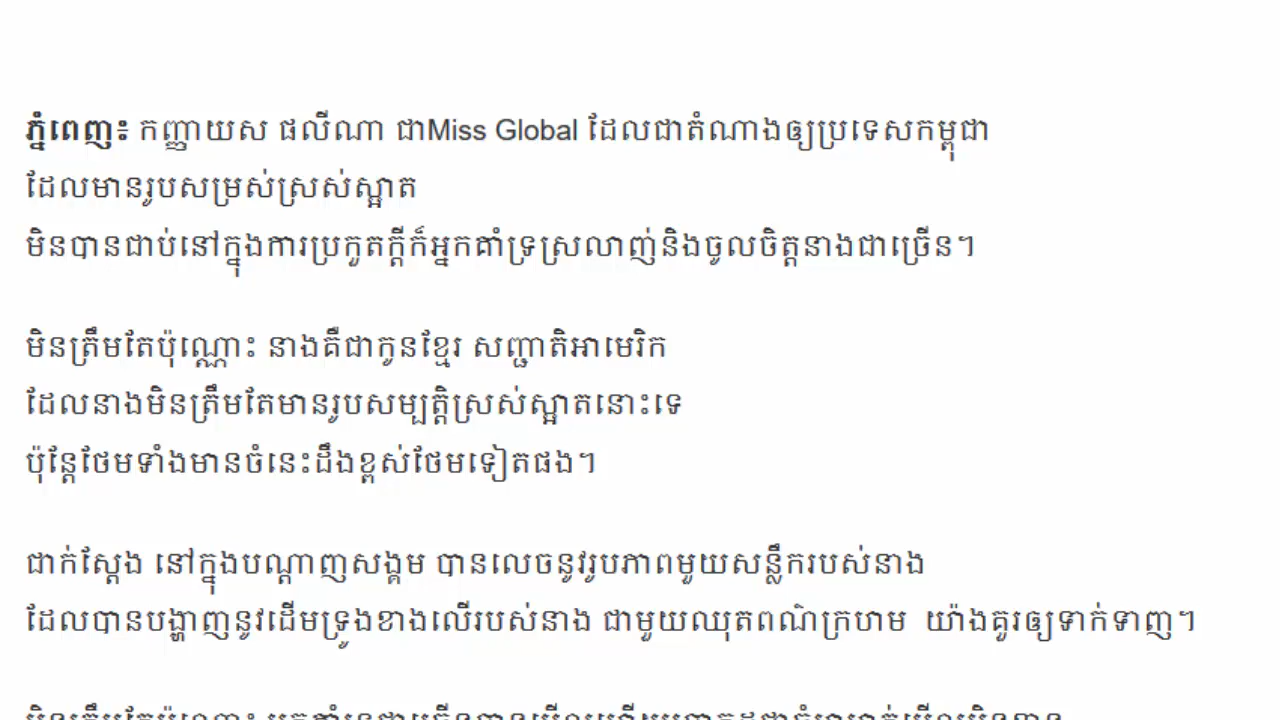 ភ្នំពេញ៖ កញ្ញាយស ផលីណា ជាMiss Global ដែលជាតំណាងឲ្យប្រទេសកម្ពុជា
ដែលមានរូបសម្រស់ស្រស់ស្អាត
មិនបានជាប់នៅក្នុងការប្រកួតក្តីក៏អ្នកគាំទ្រស្រលាញ់និងចូលចិត្តនាងជាច្រើន។
មិនត្រឹមតែប៉ុណ្ណោះ នាងគឺជាកូនខ្មែរ សញ្ជាតិអាមេរិក
ដែលនាងមិនត្រឹមតែមានរូបសម្បត្តិស្រស់ស្អាតនោះទេ
ប៉ុន្តែថែមទាំងមានចំនេះដឹងខ្ពស់ថែមទៀតផង។
ជាក់ស្តែង នៅក្នុងបណ្តាញសង្គម បានលេចនូវរូបភាពមួយសន្លឹករបស់នាង
ដែលបានបង្ហាញនូវដើមទ្រូងខាងលើរបស់នាង ជាមួយឈុតពណ៌ក្រហម យ៉ាងគួរឲ្យទាក់ទាញ។
មិនត្រឹមតែប៉ុណ្ណោះ